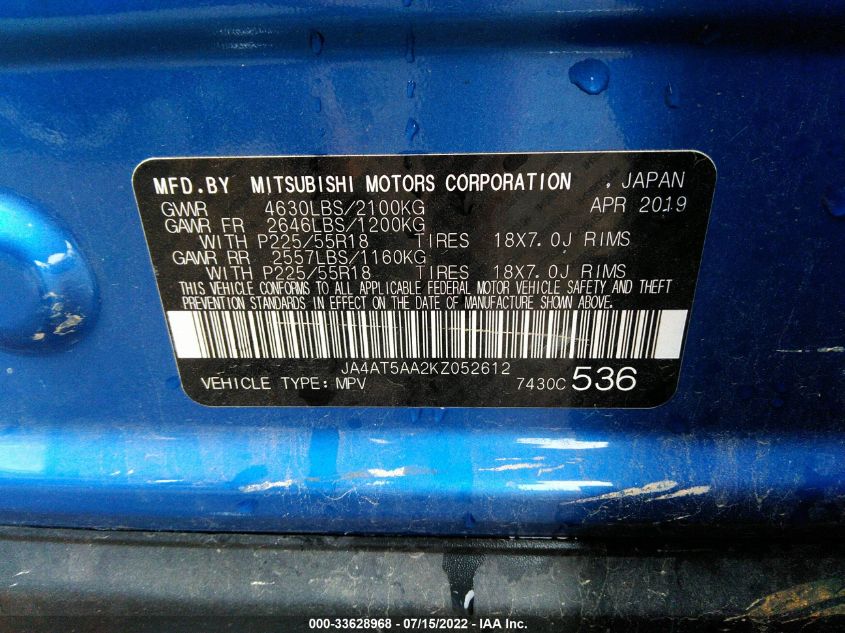 MFD.BY MITSUBISHI MOTORS CORPORATION , JAPAN
GVWR 4630LBS/2100KG APR 2019
GAWR FR 2646LBS/1200KG
WITH P225/55R18 TIRES 18X7.0J RIMS
GAWR RR 2557LBS/1160KG
WITH P225/55R18 TIRES 18X7.0J RIMS
THIS VEHICLE CONFORMS TO ALL APPLICABLE FEDERAL MOTOR VEHICLE SAFETY AND THEFT
PREVENTION STANDARDS IN EFFECT ON THE DATE OF MANUFACTURE SHOWN ABOVE.
JA4AT5AA2KZ052612
VEHICLE TYPE: MPV 7430C 536
000-33628968 - 07/15/2022 - IAA Inc.